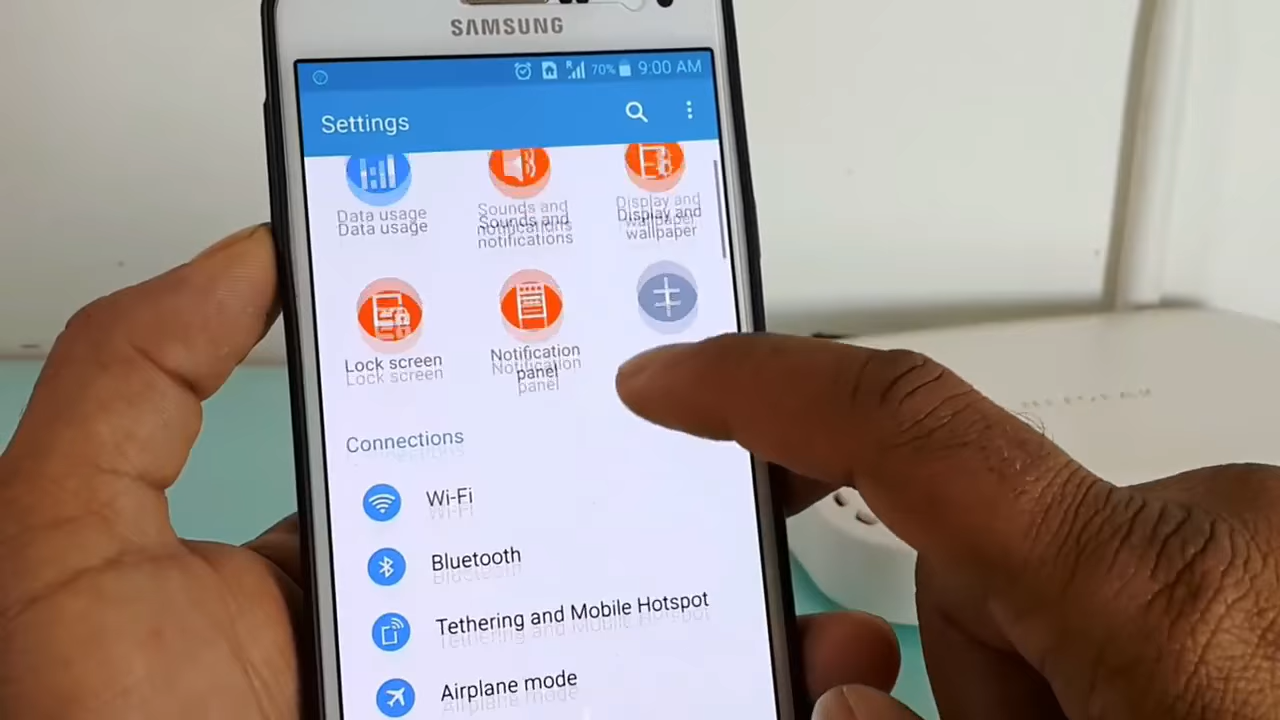 SAMSUNG
70% 9:00 AM
Settings
Data usage
Sounds and
notifications
Display and
wallpaper
Lock screen
Notification
panel
Connections
Wi-Fi
Bluetooth
Tethering and Mobile Hotspot
Airplane mode